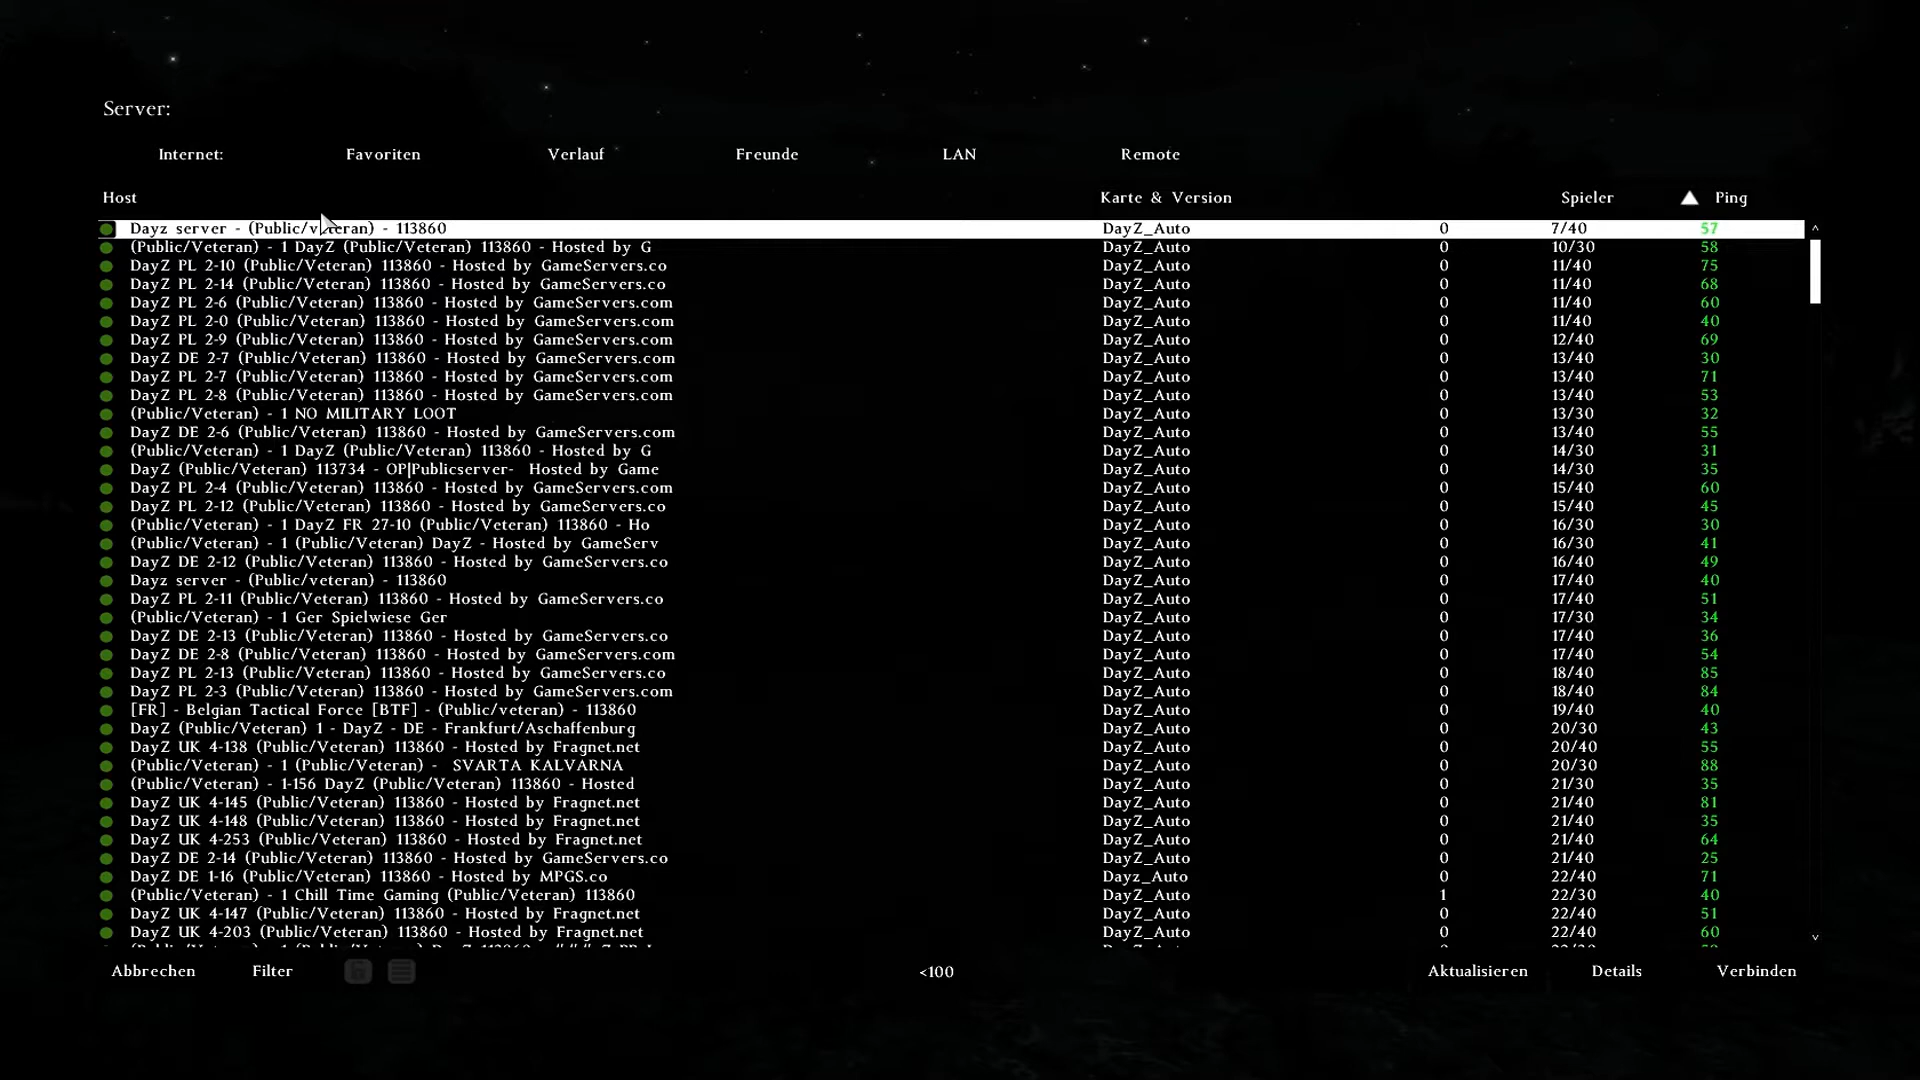 Server:
Internet: Favoriten Verlauf Freunde LAN Remote
Host Karte & Version Spieler Ping
Dayz server - (Public/veteran) - 113860 DayZ_Auto 0 7/40 57
(Public/Veteran) - 1 DayZ (Public/Veteran) 113860 - Hosted by G DayZ_Auto 0 10/30 58
DayZ PL 2-10 (Public/Veteran) 113860 - Hosted by GameServers.co DayZ_Auto 0 11/40 75
DayZ PL 2-14 (Public/Veteran) 113860 - Hosted by GameServers.co DayZ_Auto 0 11/40 68
DayZ PL 2-6 (Public/Veteran) 113860 - Hosted by GameServers.com DayZ_Auto 0 11/40 60
DayZ PL 2-0 (Public/Veteran) 113860 - Hosted by GameServers.com DayZ_Auto 0 11/40 40
DayZ PL 2-9 (Public/Veteran) 113860 - Hosted by GameServers.com DayZ_Auto 0 12/40 69
DayZ DE 2-7 (Public/Veteran) 113860 - Hosted by GameServers.com DayZ_Auto 0 13/40 30
DayZ PL 2-7 (Public/Veteran) 113860 - Hosted by GameServers.com DayZ_Auto 0 13/40 71
DayZ PL 2-8 (Public/Veteran) 113860 - Hosted by GameServers.com DayZ_Auto 0 13/40 53
(Public/Veteran) - 1 NO MILITARY LOOT DayZ_Auto 0 13/30 32
DayZ DE 2-6 (Public/Veteran) 113860 - Hosted by GameServers.com DayZ_Auto 0 13/40 55
(Public/Veteran) - 1 DayZ (Public/Veteran) 113860 - Hosted by G DayZ_Auto 0 14/30 31
DayZ (Public/Veteran) 113734 - OP|Publicserver- Hosted by Game DayZ_Auto 0 14/30 35
DayZ PL 2-4 (Public/Veteran) 113860 - Hosted by GameServers.com DayZ_Auto 0 15/40 60
DayZ PL 2-12 (Public/Veteran) 113860 - Hosted by GameServers.co DayZ_Auto 0 15/40 45
(Public/Veteran) - 1 DayZ FR 27-10 (Public/Veteran) 113860 - Ho DayZ_Auto 0 16/30 30
(Public/Veteran) - 1 (Public/Veteran) DayZ - Hosted by GameServ DayZ_Auto 0 16/30 41
DayZ DE 2-12 (Public/Veteran) 113860 - Hosted by GameServers.co DayZ_Auto 0 16/40 49
Dayz server - (Public/veteran) - 113860 DayZ_Auto 0 17/40 40
DayZ PL 2-11 (Public/Veteran) 113860 - Hosted by GameServers.co DayZ_Auto 0 17/40 51
(Public/Veteran) - 1 Ger Spielwiese Ger DayZ_Auto 0 17/30 34
DayZ DE 2-13 (Public/Veteran) 113860 - Hosted by GameServers.co DayZ_Auto 0 17/40 36
DayZ DE 2-8 (Public/Veteran) 113860 - Hosted by GameServers.com DayZ_Auto 0 17/40 54
DayZ PL 2-13 (Public/Veteran) 113860 - Hosted by GameServers.co DayZ_Auto 0 18/40 85
DayZ PL 2-3 (Public/Veteran) 113860 - Hosted by GameServers.com DayZ_Auto 0 18/40 84
[FR] - Belgian Tactical Force [BTF] - (Public/veteran) - 113860 DayZ_Auto 0 19/40 40
DayZ (Public/Veteran) 1 - DayZ - DE - Frankfurt/Aschaffenburg DayZ_Auto 0 20/30 43
DayZ UK 4-138 (Public/Veteran) 113860 - Hosted by Fragnet.net DayZ_Auto 0 20/40 55
(Public/Veteran) - 1 (Public/Veteran) - SVARTA KALVARNA DayZ_Auto 0 20/30 88
(Public/Veteran) - 1-156 DayZ (Public/Veteran) 113860 - Hosted DayZ_Auto 0 21/30 35
DayZ UK 4-145 (Public/Veteran) 113860 - Hosted by Fragnet.net DayZ_Auto 0 21/40 81
DayZ UK 4-148 (Public/Veteran) 113860 - Hosted by Fragnet.net DayZ_Auto 0 21/40 35
DayZ UK 4-253 (Public/Veteran) 113860 - Hosted by Fragnet.net DayZ_Auto 0 21/40 64
DayZ DE 2-14 (Public/Veteran) 113860 - Hosted by GameServers.co DayZ_Auto 0 21/40 25
DayZ DE 1-16 (Public/Veteran) 113860 - Hosted by MPGS.co Dayz_Auto 0 22/40 71
(Public/Veteran) - 1 Chill Time Gaming (Public/Veteran) 113860 DayZ_Auto 1 22/30 40
DayZ UK 4-147 (Public/Veteran) 113860 - Hosted by Fragnet.net DayZ_Auto 0 22/40 51
DayZ UK 4-203 (Public/Veteran) 113860 - Hosted by Fragnet.net DayZ_Auto 0 22/40 60
Abbrechen Filter <100 Aktualisieren Details Verbinden